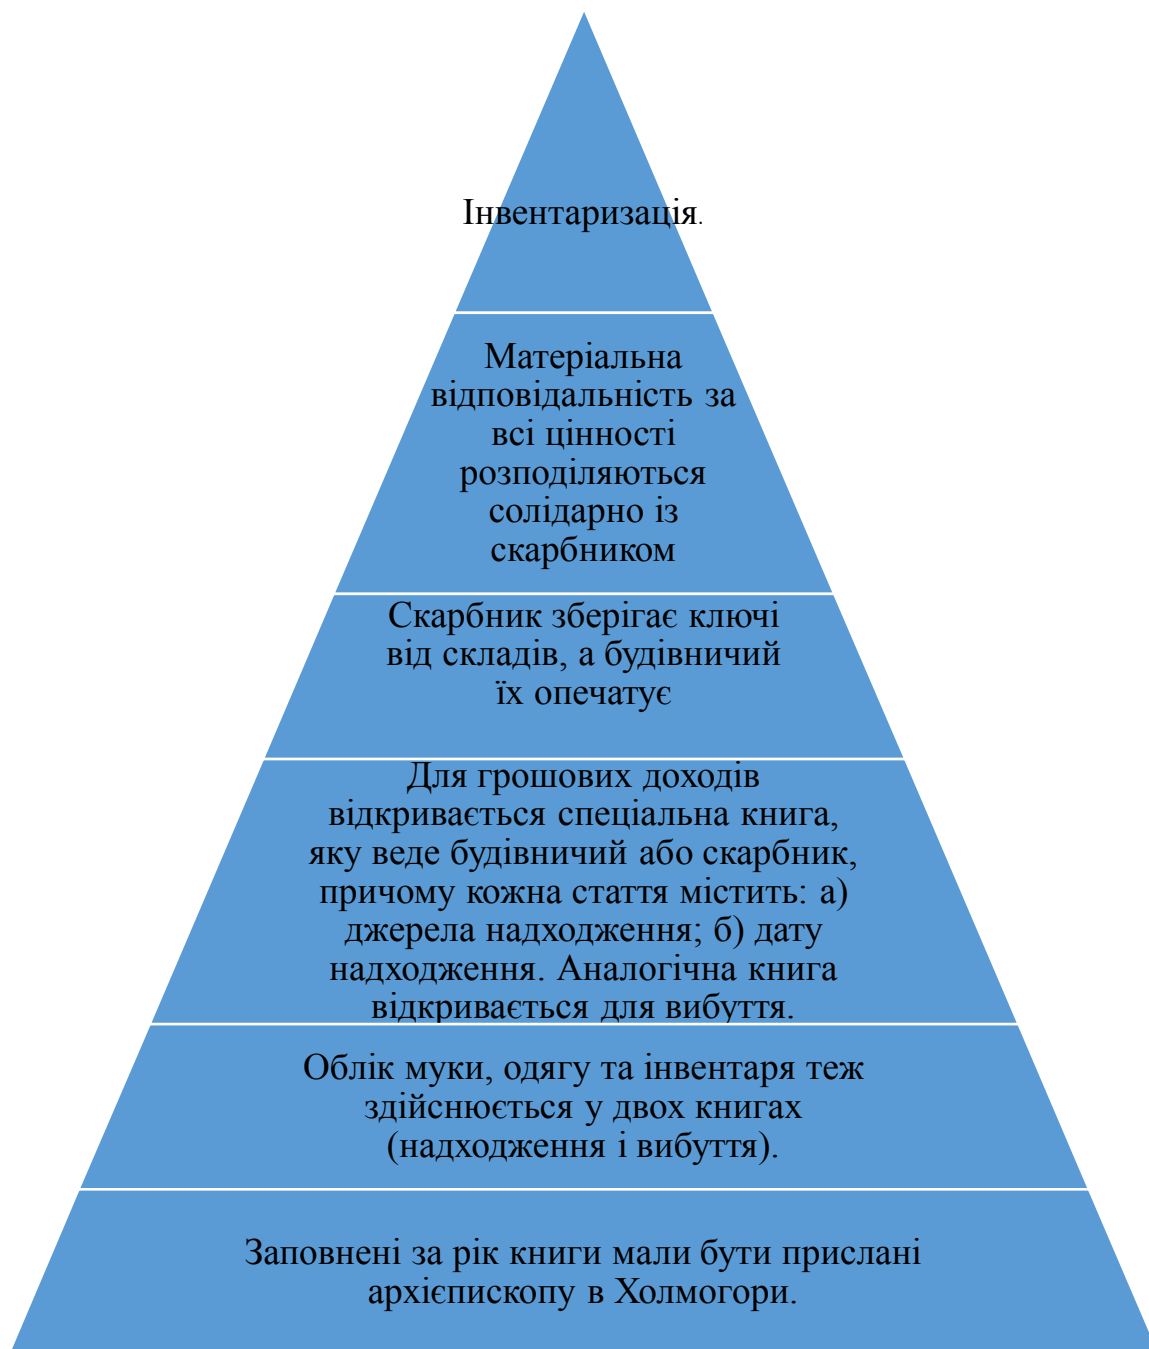 Інвентаризація.
Матеріальна
відповідальність за
всі цінності
розподіляються
солідарно із
скарбником
Скарбник зберігає ключі
від складів, а будівничий
їх опечатує
Для грошових доходів
відкривається спеціальна книга,
яку веде будівничий або скарбник,
причому кожна стаття містить: а)
джерела надходження; б) дату
надходження. Аналогічна книга
відкривається для вибуття.
Облік муки, одягу та інвентаря теж
здійснюється у двох книгах
(надходження і вибуття).
Заповнені за рік книги мали бути прислані
архієпископу в Холмогори.